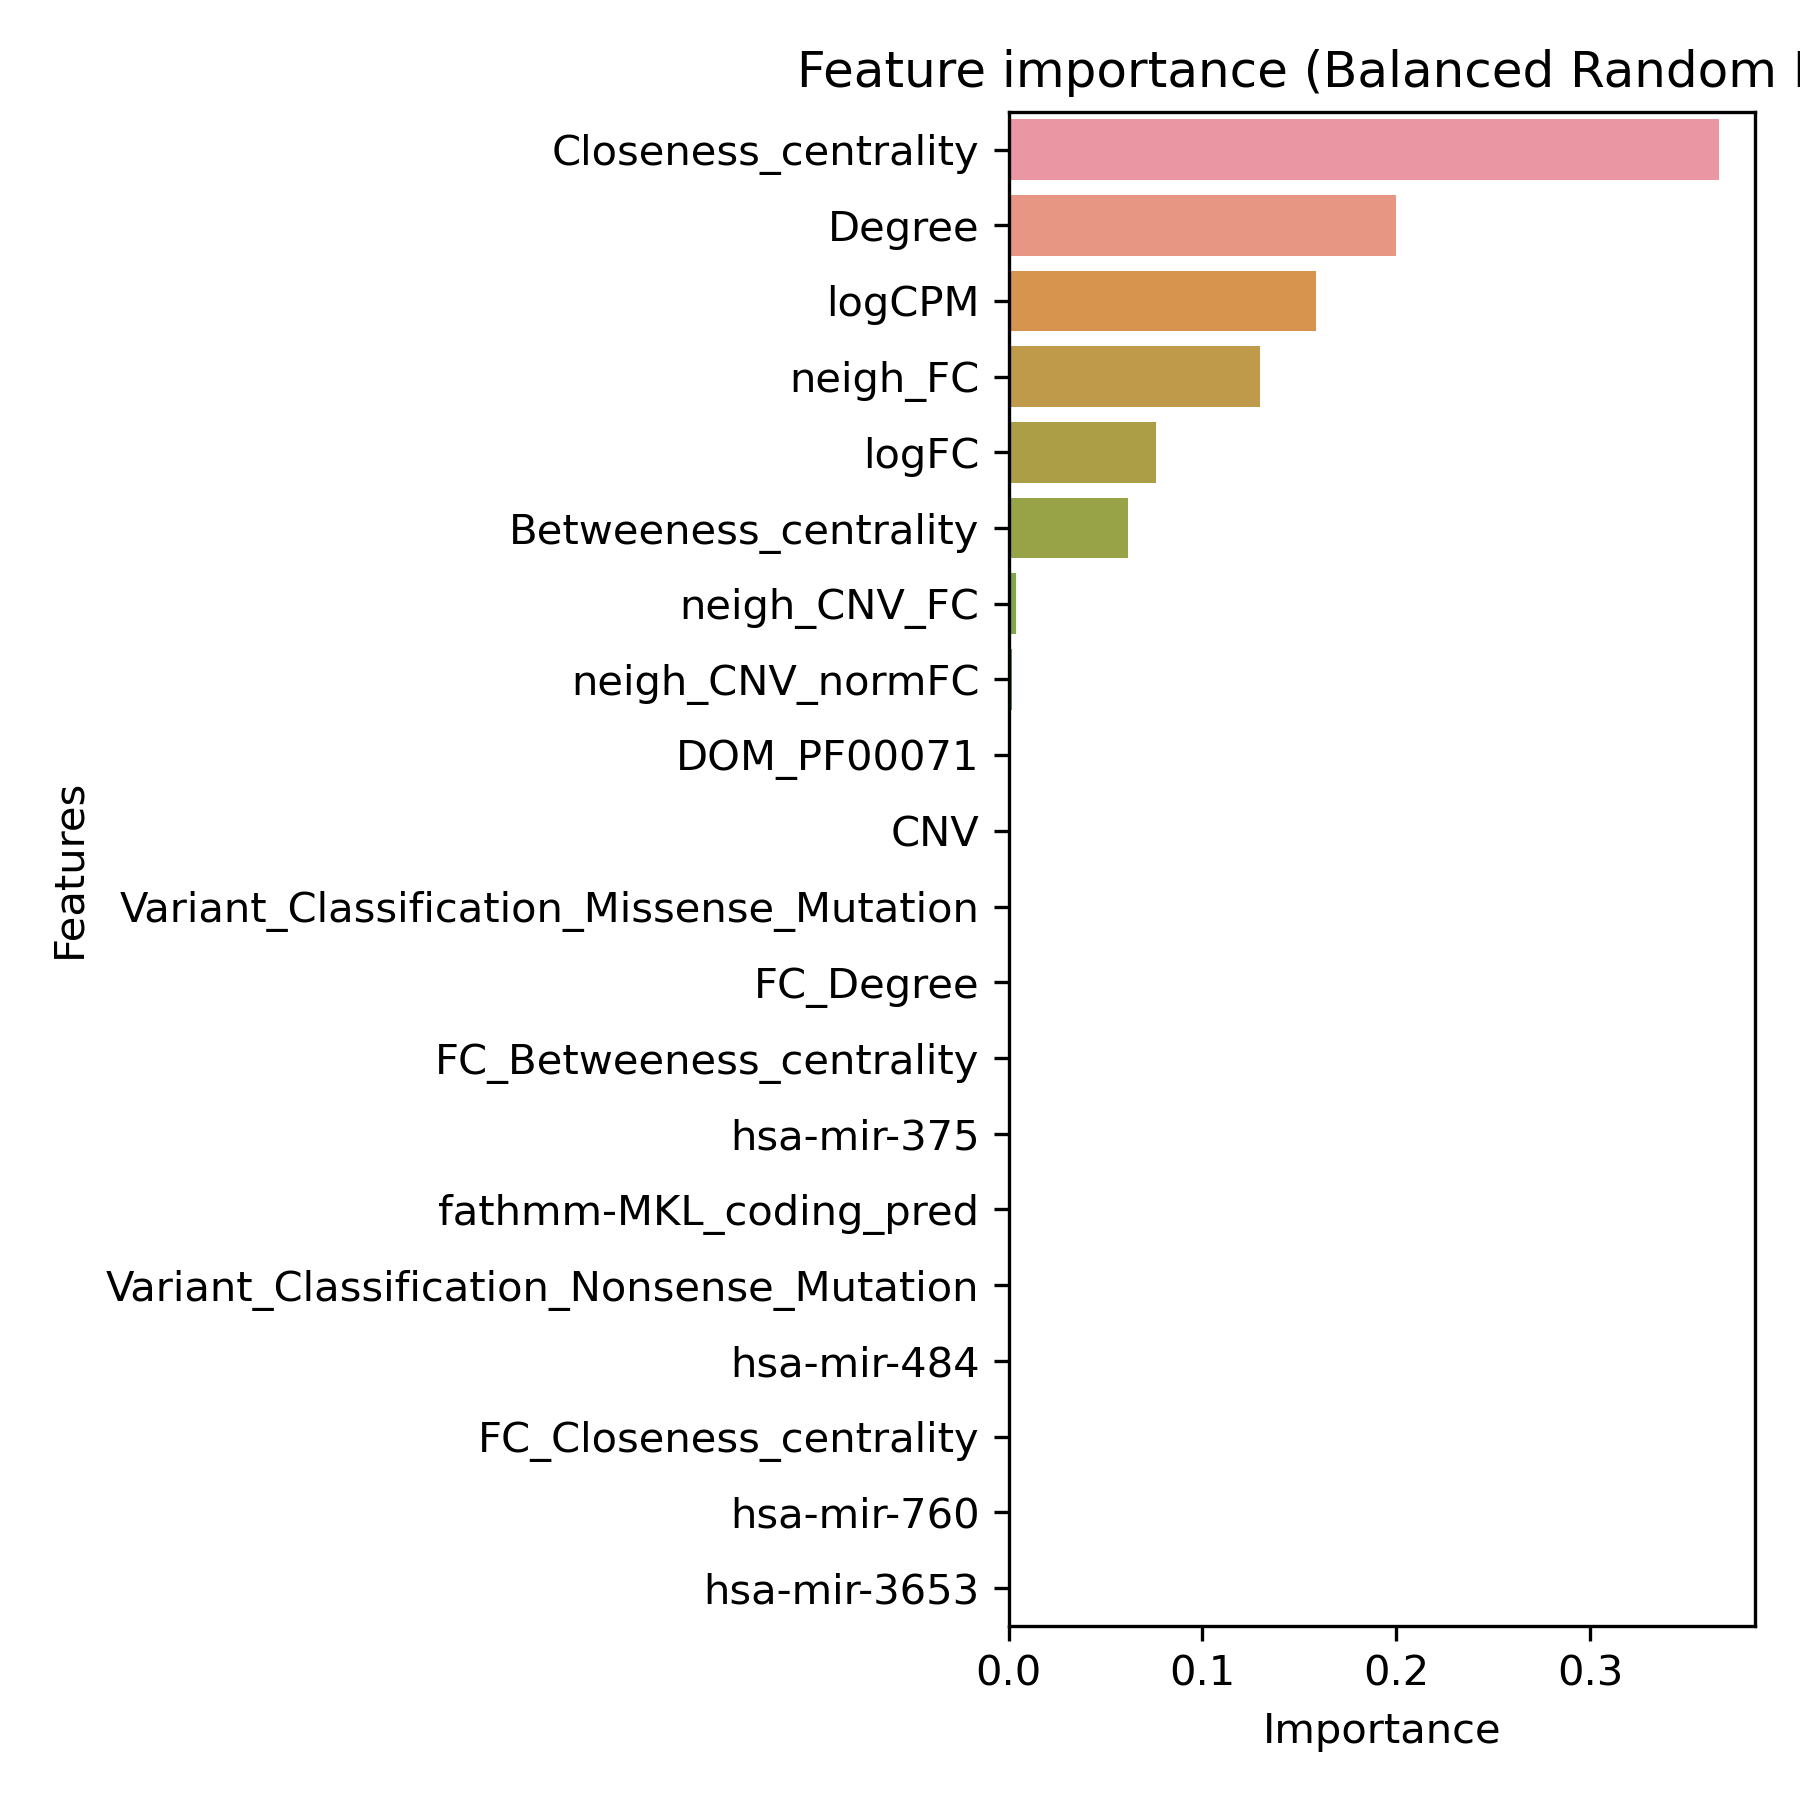 Feature importance (Balanced Random
Closeness_centrality
Degree
logCPM
neigh_FC
logFC
Betweeness_centrality
neigh_CNV_FC
neigh_CNV_normFC
DOM_PF00071
CNV
Variant_Classification_Missense_Mutation
FC_Degree
FC_Betweeness_centrality
hsa-mir-375
fathmm-MKL_coding_pred
Variant_Classification_Nonsense_Mutation
hsa-mir-484
FC_Closeness_centrality
hsa-mir-760
hsa-mir-3653
Features
0.0 0.1 0.2 0.3
Importance